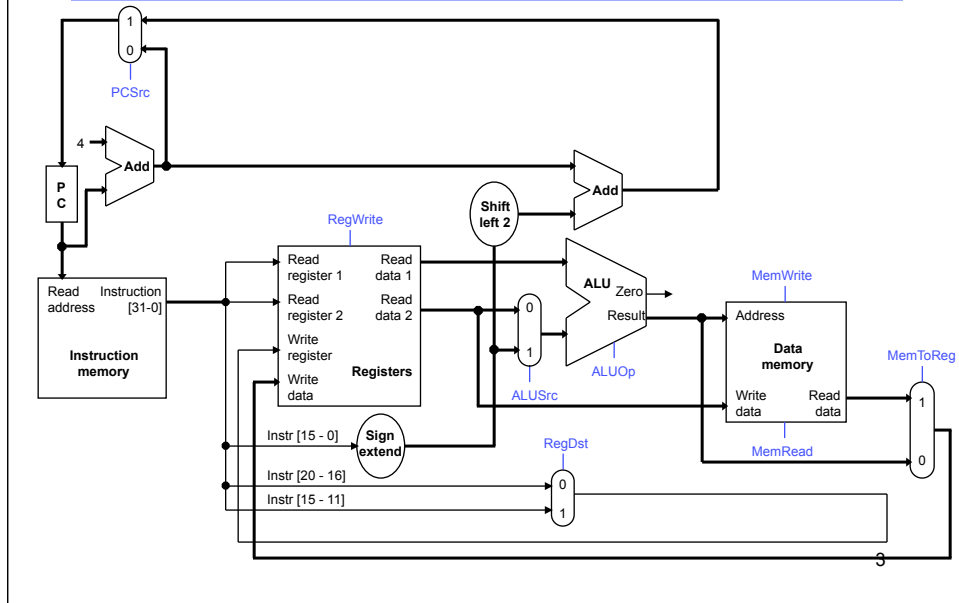 1
0
PCSrc
4
Add
P
C
Add
Shift
left 2
RegWrite
Read
register 1
Read
data 1
Read
register 2
Read
data 2
Write
register
Write
data
Registers
Read
address
Instruction
[31-0]
Instruction
memory
ALU
Zero
Result
ALUOp
0
1
ALUSrc
MemWrite
Address
Data
memory
Write
data
Read
data
MemRead
MemToReg
1
0
Instr [15 - 0]
Sign
extend
RegDst
Instr [20 - 16]
0
Instr [15 - 11]
1
3